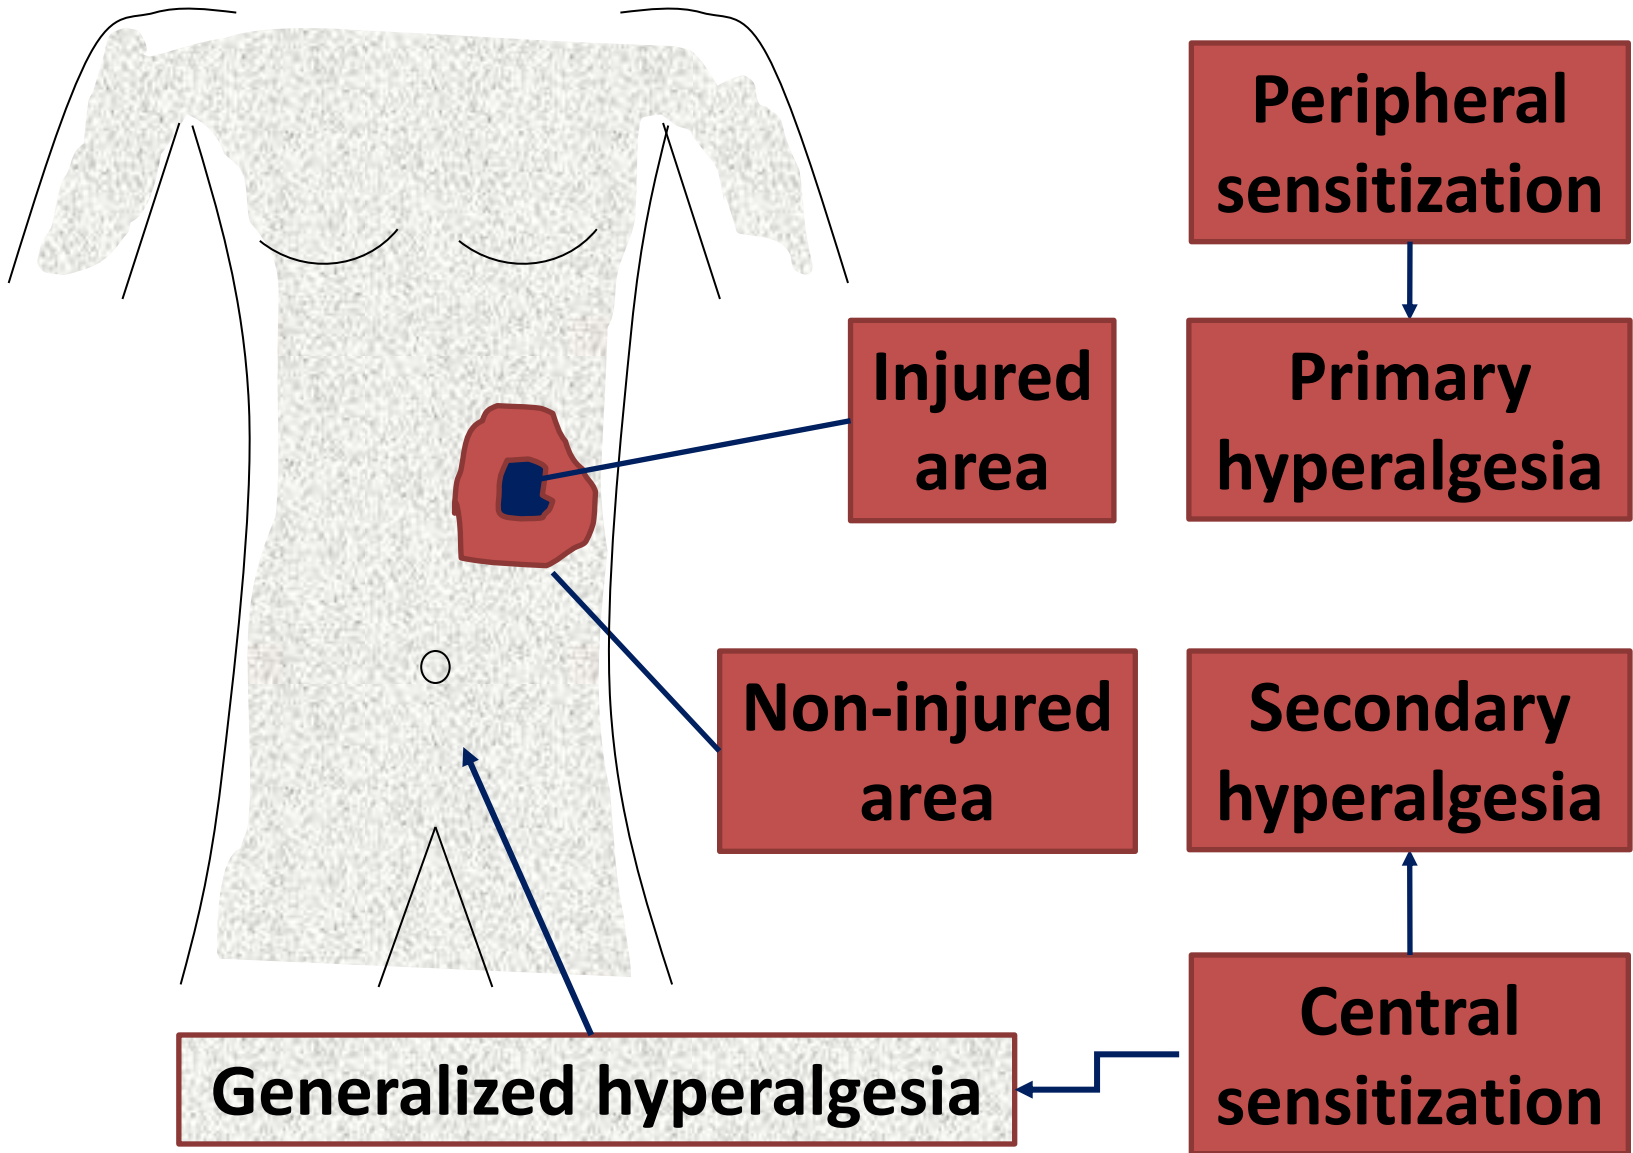 Peripheral
sensitization
Injured
area
Primary
hyperalgesia
Non-injured
area
Secondary
hyperalgesia
Central
sensitization
Generalized hyperalgesia